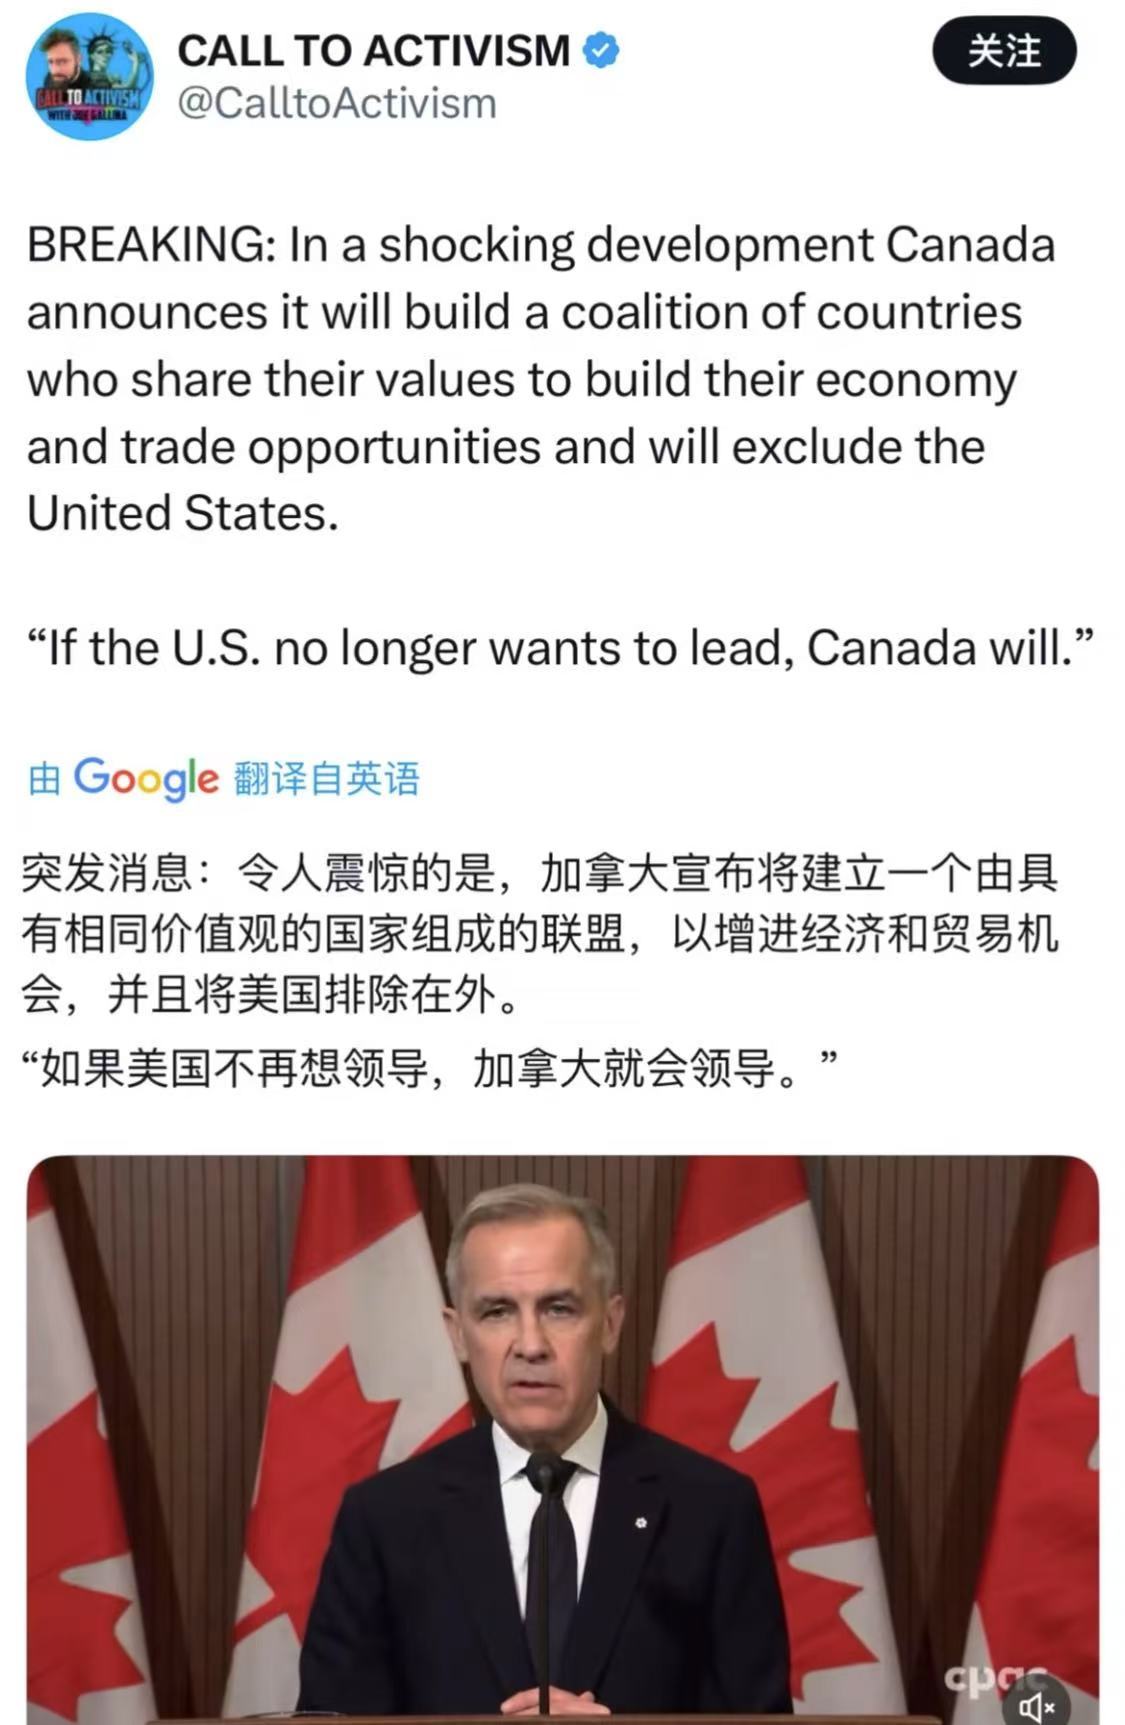 CALL TO ACTIVISM
关注
@CalltoActivism
CALL TO ACTIVISM
WITH JOE GALLINA
BREAKING: In a shocking development Canada
announces it will build a coalition of countries
who share their values to build their economy
and trade opportunities and will exclude the
United States.
“If the U.S. no longer wants to lead, Canada will.”
由 Google 翻译自英语
突发消息：令人震惊的是，加拿大宣布将建立一个由具
有相同价值观的国家组成的联盟，以增进经济和贸易机
会，并且将美国排除在外。
“如果美国不再想领导，加拿大就会领导。”
cpac